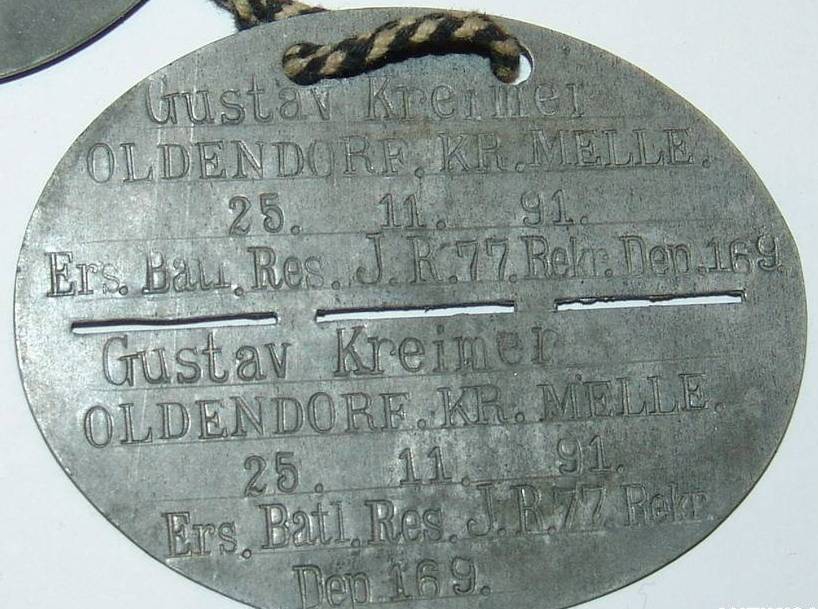 Gustav Kreimer
OLDENDORF. KR. MELLE.
25. 11. 91.
Ers. Batl. Res. J. R. 77. Rekr. Dep. 169.
Gustav Kreimer
OLDENDORF. KR. MELLE.
25. 11. 91.
Ers. Batl. Res. J. R. 77. Rekr.
Dep. 169.